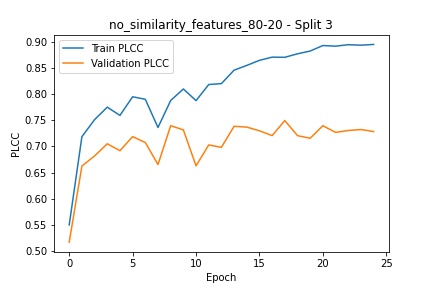 no_similarity_features_80-20 - Split 3
Train PLCC
Validation PLCC
PLCC
0.90
0.85
0.80
0.75
0.70
0.65
0.60
0.55
0.50
0 5 10 15 20 25
Epoch